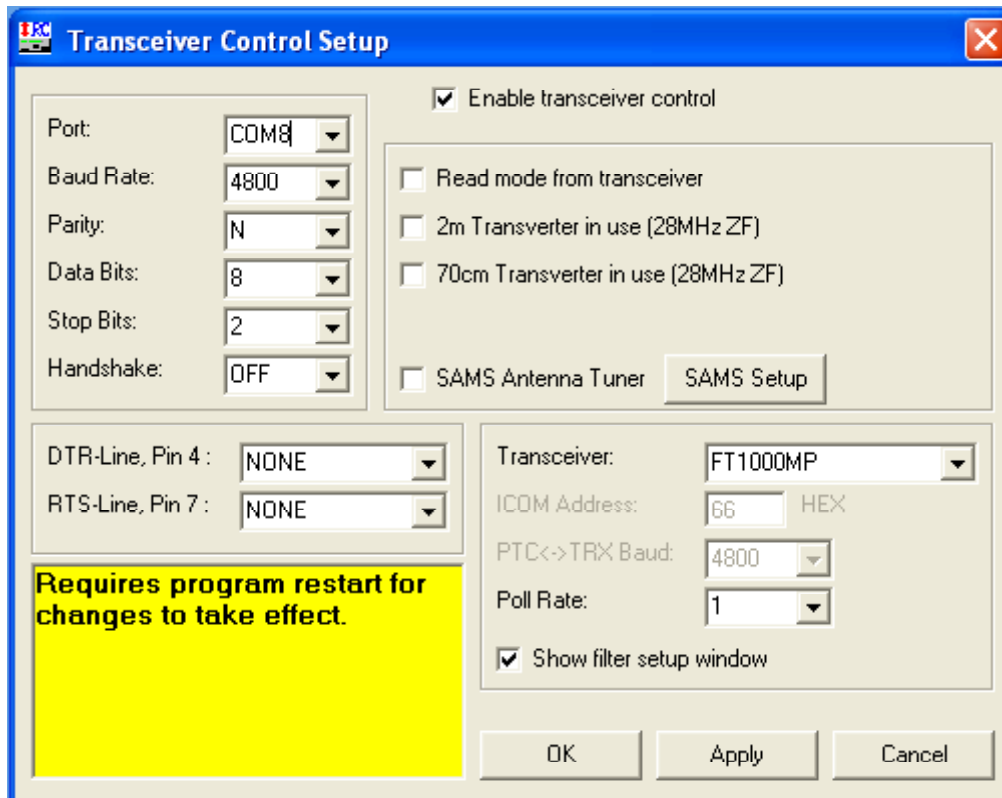 Transceiver Control Setup
Enable transceiver control
Port: COM8
Baud Rate: 4800
Parity: N
Data Bits: 8
Stop Bits: 2
Handshake: OFF
Read mode from transceiver
2m Transverter in use (28MHz ZF)
70cm Transverter in use (28MHz ZF)
SAMS Antenna Tuner SAMS Setup
DTR-Line, Pin 4 : NONE
RTS-Line, Pin 7 : NONE
Requires program restart for
changes to take effect.
Transceiver: FT1000MP
ICOM Address: 66 HEX
PTC<->TRX Baud: 4800
Poll Rate: 1
Show filter setup window
OK Apply Cancel